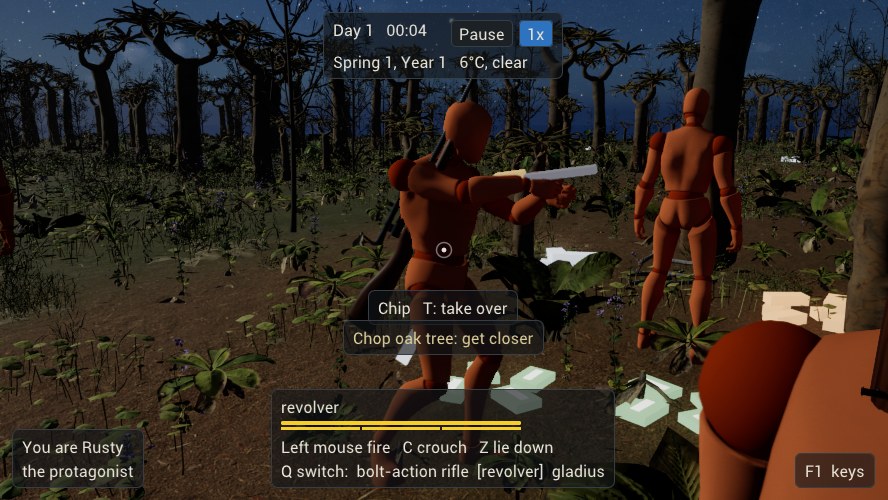 Day 1 00:04 Pause 1x
Spring 1, Year 1 6°C, clear
Chip T: take over
Chop oak tree: get closer
revolver
Left mouse fire C crouch Z lie down
Q switch: bolt-action rifle [revolver] gladius
You are Rusty
the protagonist
F1 keys